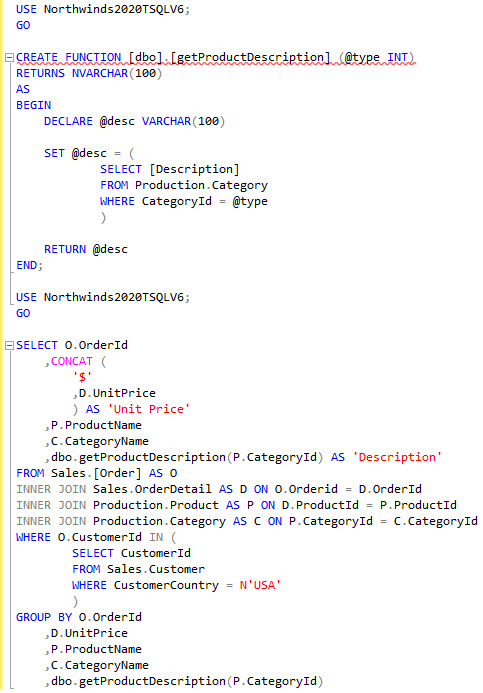 USE Northwinds2020TSQLV6;
GO
CREATE FUNCTION [dbo].[getProductDescription] (@type INT)
RETURNS NVARCHAR(100)
AS
BEGIN
DECLARE @desc VARCHAR(100)
SET @desc = (
SELECT [Description]
FROM Production.Category
WHERE CategoryId = @type
)
RETURN @desc
END;
USE Northwinds2020TSQLV6;
GO
SELECT O.OrderId
,CONCAT (
'$'
,D.UnitPrice
) AS 'Unit Price'
,P.ProductName
,C.CategoryName
,dbo.getProductDescription(P.CategoryId) AS 'Description'
FROM Sales.[Order] AS O
INNER JOIN Sales.OrderDetail AS D ON O.Orderid = D.OrderId
INNER JOIN Production.Product AS P ON D.ProductId = P.ProductId
INNER JOIN Production.Category AS C ON P.CategoryId = C.CategoryId
WHERE O.CustomerId IN (
SELECT CustomerId
FROM Sales.Customer
WHERE CustomerCountry = N'USA'
)
GROUP BY O.OrderId
,D.UnitPrice
,P.ProductName
,C.CategoryName
,dbo.getProductDescription(P.CategoryId)